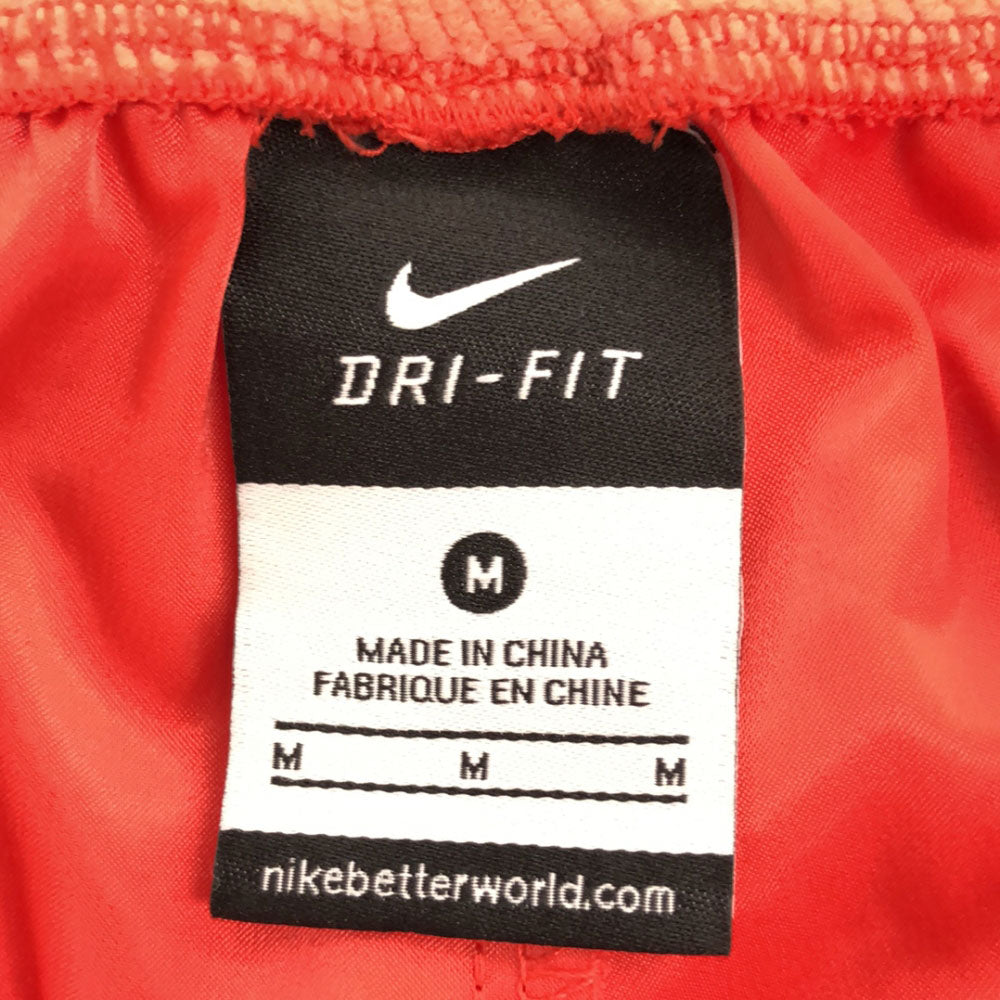 DRI-FIT
M
MADE IN CHINA
FABRIQUE EN CHINE
M M M
nikebetterworld.com